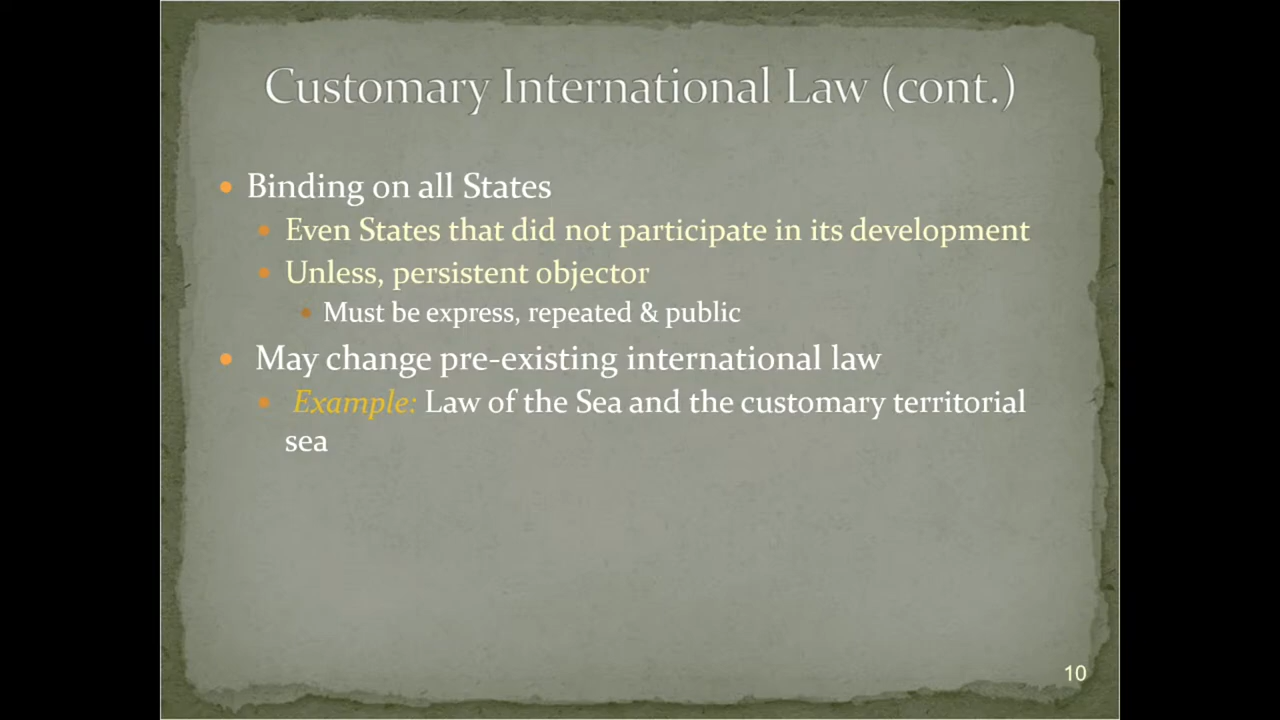 Customary International Law (cont.)
• Binding on all States
• Even States that did not participate in its development
• Unless, persistent objector
• Must be express, repeated & public
• May change pre-existing international law
• Example: Law of the Sea and the customary territorial
sea
10